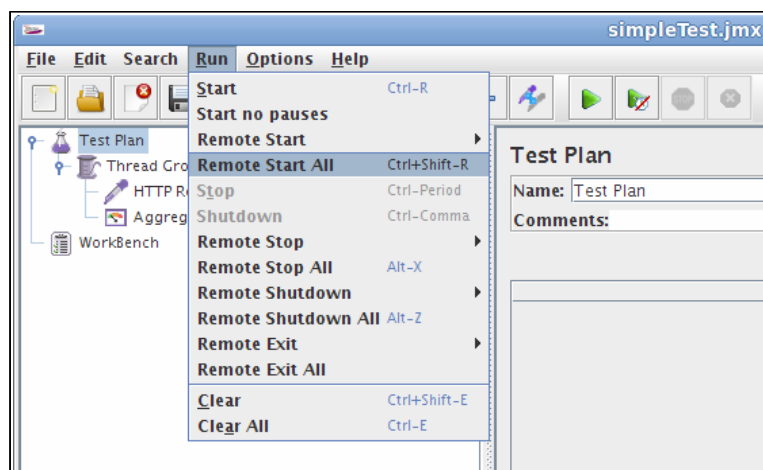 simpleTest.jmx
File Edit Search Run Options Help
Start Ctrl-R
Start no pauses
Remote Start
Remote Start All Ctrl+Shift-R
Stop Ctrl-Period
Shutdown Ctrl-Comma
Remote Stop
Remote Stop All Alt-X
Remote Shutdown
Remote Shutdown All Alt-Z
Remote Exit
Remote Exit All
Clear Ctrl+Shift-E
Clear All Ctrl-E
Test Plan
Thread Gro
HTTP Re
Aggreg
WorkBench
Test Plan
Name: Test Plan
Comments: